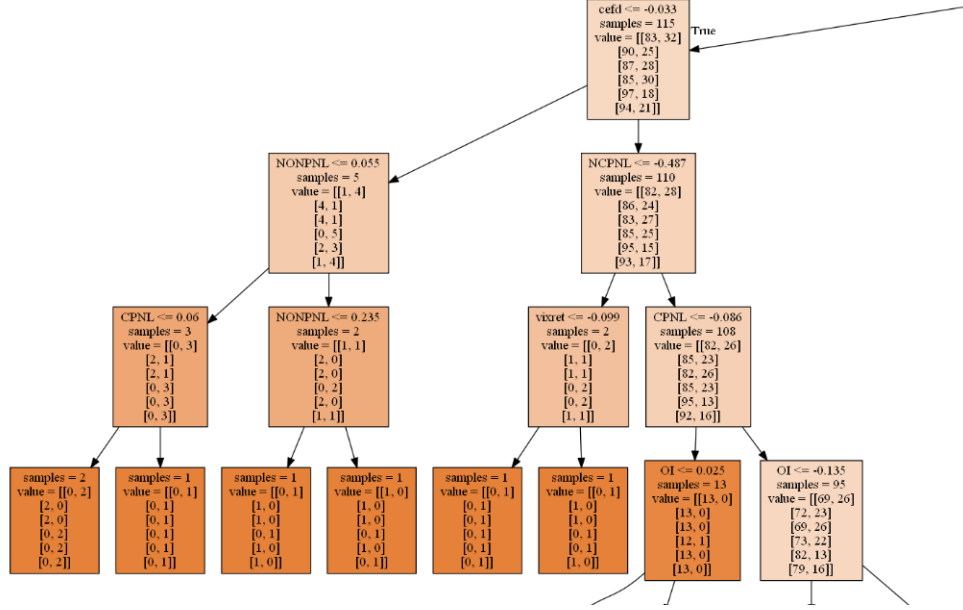 cefd <= -0.033
samples = 115
value = [[83, 32]
[90, 25]
[87, 28]
[85, 30]
[97, 18]
[94, 21]]
True
NONPNL <= 0.055
samples = 5
value = [[1, 4]
[4, 1]
[4, 1]
[0, 5]
[2, 3]
[1, 4]]
NCPNL <= -0.487
samples = 110
value = [[82, 28]
[86, 24]
[83, 27]
[85, 25]
[95, 15]
[93, 17]]
CPNL <= 0.06
samples = 3
value = [[0, 3]
[2, 1]
[2, 1]
[0, 3]
[0, 3]
[0, 3]]
NONPNL <= 0.235
samples = 2
value = [[1, 1]
[2, 0]
[2, 0]
[0, 2]
[2, 0]
[1, 1]]
vixret <= -0.099
samples = 2
value = [[0, 2]
[1, 1]
[1, 1]
[0, 2]
[0, 2]
[1, 1]]
CPNL <= -0.086
samples = 108
value = [[82, 26]
[85, 23]
[82, 26]
[85, 23]
[95, 13]
[92, 16]]
samples = 2
value = [[0, 2]
[2, 0]
[2, 0]
[0, 2]
[0, 2]
[0, 2]]
samples = 1
value = [[0, 1]
[0, 1]
[0, 1]
[0, 1]
[0, 1]
[0, 1]]
samples = 1
value = [[0, 1]
[1, 0]
[1, 0]
[0, 1]
[1, 0]
[1, 0]]
samples = 1
value = [[1, 0]
[1, 0]
[1, 0]
[0, 1]
[1, 0]
[0, 1]]
samples = 1
value = [[0, 1]
[0, 1]
[0, 1]
[0, 1]
[0, 1]
[0, 1]]
samples = 1
value = [[0, 1]
[1, 0]
[1, 0]
[0, 1]
[0, 1]
[1, 0]]
OI <= 0.025
samples = 13
value = [[13, 0]
[13, 0]
[13, 0]
[12, 1]
[13, 0]
[13, 0]]
OI <= -0.135
samples = 95
value = [[69, 26]
[72, 23]
[69, 26]
[73, 22]
[82, 13]
[79, 16]]